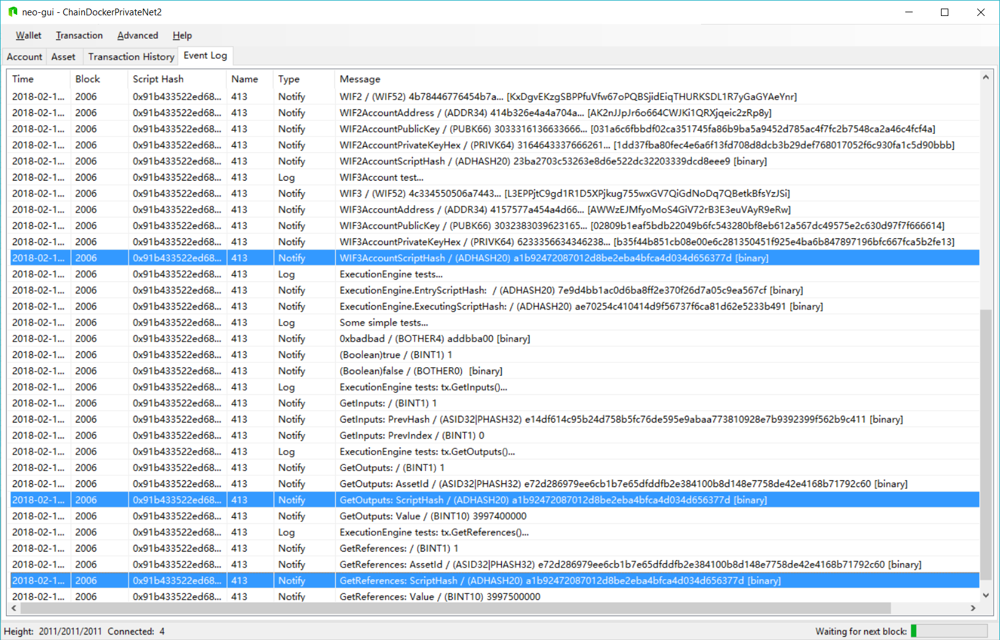 neo-gui - ChainDockerPrivateNet2
Wallet Transaction Advanced Help
Account Asset Transaction History Event Log
Time Block Script Hash Name Type Message
2018-02-1... 2006 0x91b433522ed68... 413 Notify WIF2 / (WIF52) 4b78446776454b7a... [KxDgvEKzgSBPPfuVfw67oPQBSjidEiqTHURKSDL1R7yGaGYAeYnr]
2018-02-1... 2006 0x91b433522ed68... 413 Notify WIF2AccountAddress / (ADDR34) 414b326e4a4a704a... [AK2nJJpJr6o664CWJKi1QRXjqeic2zRp8y]
2018-02-1... 2006 0x91b433522ed68... 413 Notify WIF2AccountPublicKey / (PUBK66) 3033316136633666... [031a6c6fbbdf02ca351745fa86b9ba5a9452d785ac4f7fc2b7548ca2a46c4fcf4a]
2018-02-1... 2006 0x91b433522ed68... 413 Notify WIF2AccountPrivateKeyHex / (PRIVK64) 3164643337666261... [1dd37fba80fec4e6a6f13fd708d8dcb3b29def768017052f6c930fa1c5d90bbb]
2018-02-1... 2006 0x91b433522ed68... 413 Notify WIF2AccountScriptHash / (ADHASH20) 23ba2703c53263e8d6e522dc32203339dcd8eee9 [binary]
2018-02-1... 2006 0x91b433522ed68... 413 Log WIF3Account test...
2018-02-1... 2006 0x91b433522ed68... 413 Notify WIF3 / (WIF52) 4c334550506a7443... [L3EPPjtC9gd1R1D5XPjkug755wxGV7QiGdNoDq7QBetkBfsYzJSi]
2018-02-1... 2006 0x91b433522ed68... 413 Notify WIF3AccountAddress / (ADDR34) 4157577a454a4d66... [AWWzEJMfyoMoS4GiV72rB3E3euVAyR9eRw]
2018-02-1... 2006 0x91b433522ed68... 413 Notify WIF3AccountPublicKey / (PUBK66) 3032383039623165... [02809b1eaf5bdb22049b6fc543280bf8eb612a567dc49575e2c630d97f7f666614]
2018-02-1... 2006 0x91b433522ed68... 413 Notify WIF3AccountPrivateKeyHex / (PRIVK64) 6233356634346238... [b35f44b851cb08e00e6c281350451f925e4ba6b847897196bfc667fca5b2fe13]
2018-02-1... 2006 0x91b433522ed68... 413 Notify WIF3AccountScriptHash / (ADHASH20) a1b92472087012d8be2eba4bfca4d034d656377d [binary]
2018-02-1... 2006 0x91b433522ed68... 413 Log ExecutionEngine tests...
2018-02-1... 2006 0x91b433522ed68... 413 Notify ExecutionEngine.EntryScriptHash: / (ADHASH20) 7e9d4bb1ac0d6ba8ff2e370f26d7a05c9ea567cf [binary]
2018-02-1... 2006 0x91b433522ed68... 413 Notify ExecutionEngine.ExecutingScriptHash: / (ADHASH20) ae70254c410414d9f56737f6ca81d62e5233b491 [binary]
2018-02-1... 2006 0x91b433522ed68... 413 Log Some simple tests...
2018-02-1... 2006 0x91b433522ed68... 413 Notify 0xbadbad / (BOTHER4) addbba00 [binary]
2018-02-1... 2006 0x91b433522ed68... 413 Notify (Boolean)true / (BINT1) 1
2018-02-1... 2006 0x91b433522ed68... 413 Notify (Boolean)false / (BOTHER0) [binary]
2018-02-1... 2006 0x91b433522ed68... 413 Log ExecutionEngine tests: tx.GetInputs()...
2018-02-1... 2006 0x91b433522ed68... 413 Notify GetInputs: / (BINT1) 1
2018-02-1... 2006 0x91b433522ed68... 413 Notify GetInputs: PrevHash / (ASID32|PHASH32) e14df614c95b24d758b5fc76de595e9abaa773810928e7b9392399f562b9c411 [binary]
2018-02-1... 2006 0x91b433522ed68... 413 Notify GetInputs: PrevIndex / (BINT1) 0
2018-02-1... 2006 0x91b433522ed68... 413 Log ExecutionEngine tests: tx.GetOutputs()...
2018-02-1... 2006 0x91b433522ed68... 413 Notify GetOutputs: / (BINT1) 1
2018-02-1... 2006 0x91b433522ed68... 413 Notify GetOutputs: AssetId / (ASID32|PHASH32) e72d286979ee6cb1b7e65dfddfb2e384100b8d148e7758de42e4168b71792c60 [binary]
2018-02-1... 2006 0x91b433522ed68... 413 Notify GetOutputs: ScriptHash / (ADHASH20) a1b92472087012d8be2eba4bfca4d034d656377d [binary]
2018-02-1... 2006 0x91b433522ed68... 413 Notify GetOutputs: Value / (BINT10) 3997400000
2018-02-1... 2006 0x91b433522ed68... 413 Log ExecutionEngine tests: tx.GetReferences()...
2018-02-1... 2006 0x91b433522ed68... 413 Notify GetReferences: / (BINT1) 1
2018-02-1... 2006 0x91b433522ed68... 413 Notify GetReferences: AssetId / (ASID32|PHASH32) e72d286979ee6cb1b7e65dfddfb2e384100b8d148e7758de42e4168b71792c60 [binary]
2018-02-1... 2006 0x91b433522ed68... 413 Notify GetReferences: ScriptHash / (ADHASH20) a1b92472087012d8be2eba4bfca4d034d656377d [binary]
2018-02-1... 2006 0x91b433522ed68... 413 Notify GetReferences: Value / (BINT10) 3997500000
Height: 2011/2011/2011 Connected: 4 Waiting for next block: